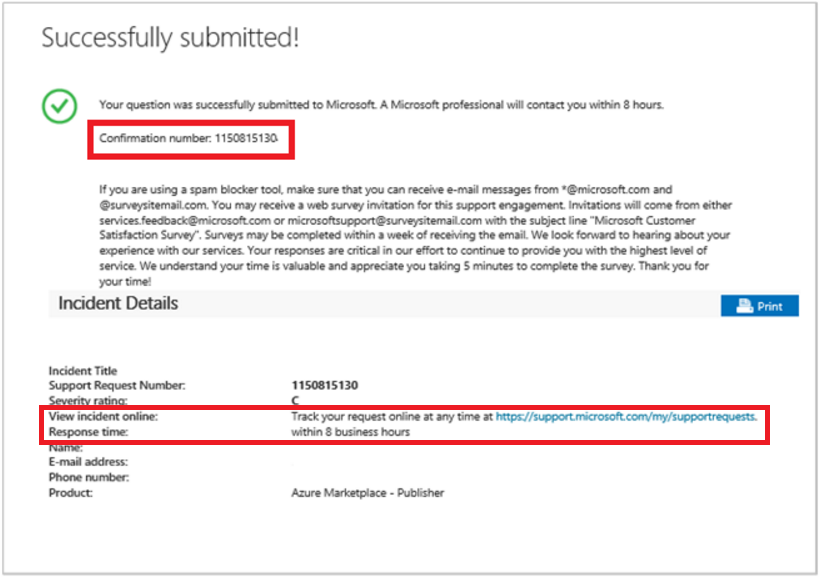 Successfully submitted!
Your question was successfully submitted to Microsoft. A Microsoft professional will contact you within 8 hours.
Confirmation number: 1150815130
If you are using a spam blocker tool, make sure that you can receive e-mail messages from *@microsoft.com and
@surveysitemail.com. You may receive a web survey invitation for this support engagement. Invitations will come from either
services.feedback@microsoft.com or microsoftsupport@surveysitemail.com with the subject line "Microsoft Customer
Satisfaction Survey". Surveys may be completed within a week of receiving the email. We look forward to hearing about your
experience with our services. Your responses are critical in our effort to continue to provide you with the highest level of
service. We understand your time is valuable and appreciate you taking 5 minutes to complete the survey. Thank you for
your time!
Incident Details
Print
Incident Title
Support Request Number: 1150815130
Severity rating: C
View incident online: Track your request online at any time at https://support.microsoft.com/my/supportrequests.
Response time: within 8 business hours
Name:
E-mail address:
Phone number:
Product: Azure Marketplace - Publisher